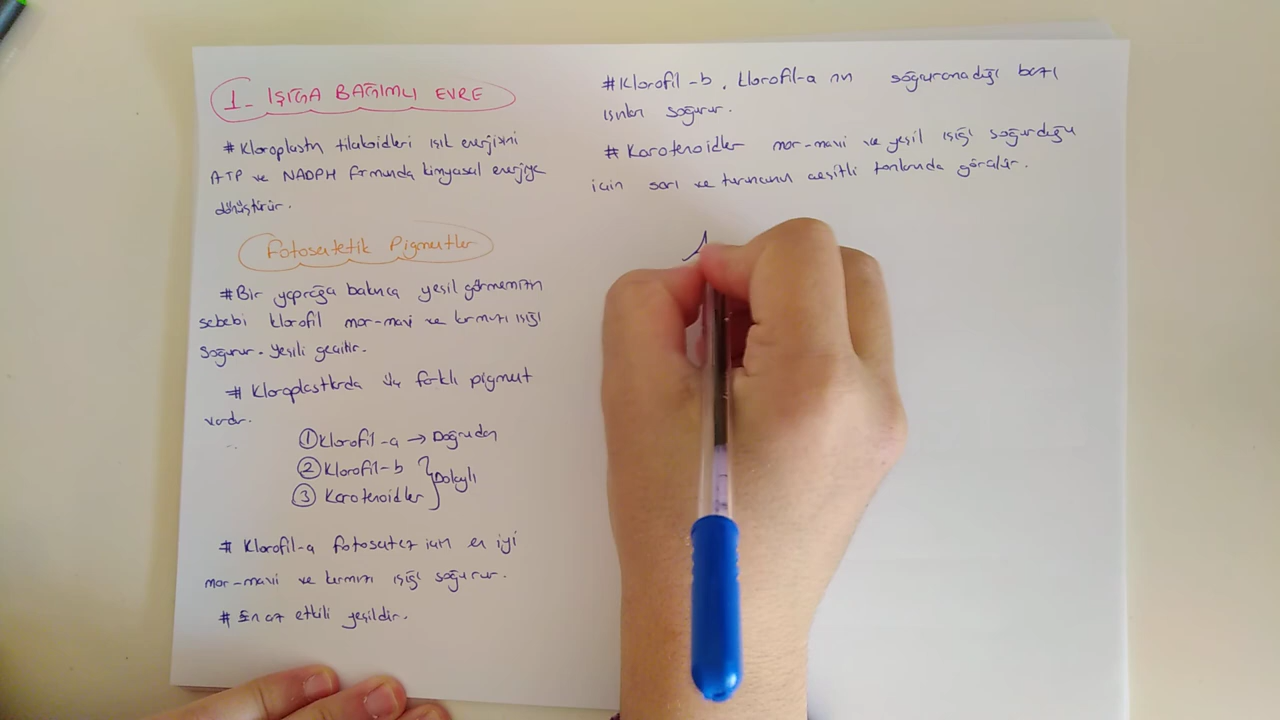 1- IŞIĞA BAĞIMLI EVRE
# Kloroplastın tilakoidleri ışık enerjisini
ATP ve NADPH formunda kimyasal enerjiye
dönüştürür.
Fotosentetik Pigmentler
#Bir yaprağa bakınca yeşil görmemizin
sebebi klorofil mor-mavi ve kırmızı ışığı
soğurur. Yeşili geçirir.
# Kloroplastlarda üç farklı pigment
vardır.
1 Klorofil-a → Doğrudan
2 Klorofil-b
Dolaylı
3 Karotenoidler
# Klorofil-a fotosentez için en iyi
mor-mavi ve kırmızı ışığı soğurur.
# En az etkili yeşildir.
#Klorofil-b, klorofil-a nın soğuramadığı bazı
ışınları soğurur.
# Karotenoidler mor-mavi ve yeşil ışığı soğurduğu
için sarı ve turuncunun çeşitli tonlarında görülür.